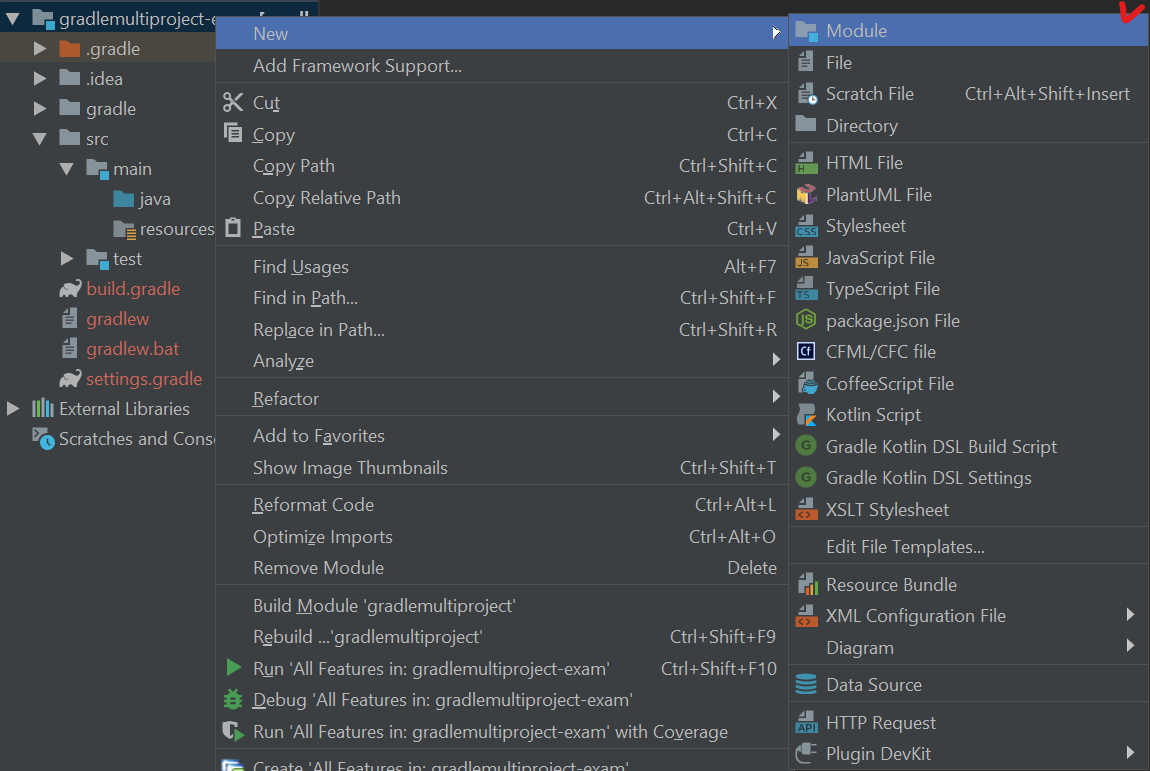 gradlemultiproject-e
.gradle
.idea
gradle
src
main
java
resources
test
build.gradle
gradlew
gradlew.bat
settings.gradle
External Libraries
Scratches and Cons
New
Add Framework Support...
Cut Ctrl+X
Copy Ctrl+C
Copy Path Ctrl+Shift+C
Copy Relative Path Ctrl+Alt+Shift+C
Paste Ctrl+V
Find Usages Alt+F7
Find in Path... Ctrl+Shift+F
Replace in Path... Ctrl+Shift+R
Analyze
Refactor
Add to Favorites
Show Image Thumbnails Ctrl+Shift+T
Reformat Code Ctrl+Alt+L
Optimize Imports Ctrl+Alt+O
Remove Module Delete
Build Module 'gradlemultiproject'
Rebuild ...'gradlemultiproject' Ctrl+Shift+F9
Run 'All Features in: gradlemultiproject-exam' Ctrl+Shift+F10
Debug 'All Features in: gradlemultiproject-exam'
Run 'All Features in: gradlemultiproject-exam' with Coverage
Create 'All Features in: gradlemultiproject-exam'
Module
File
Scratch File Ctrl+Alt+Shift+Insert
Directory
HTML File
PlantUML File
Stylesheet
JavaScript File
TypeScript File
package.json File
CFML/CFC file
CoffeeScript File
Kotlin Script
Gradle Kotlin DSL Build Script
Gradle Kotlin DSL Settings
XSLT Stylesheet
Edit File Templates...
Resource Bundle
XML Configuration File
Diagram
Data Source
HTTP Request
Plugin DevKit